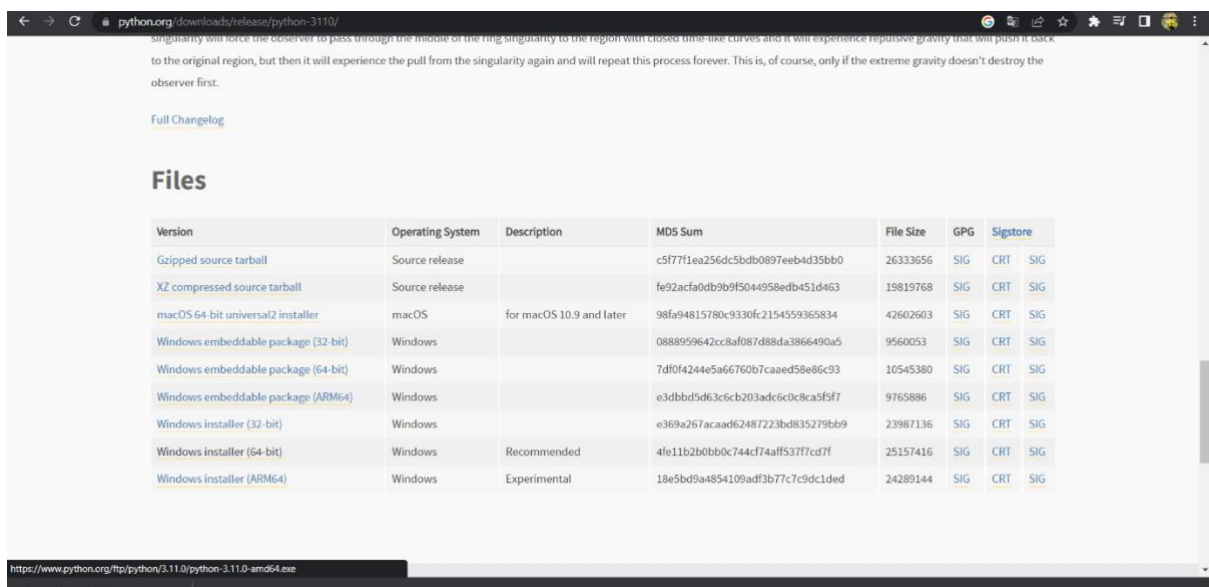 python.org/downloads/release/python-3110/
singularity will force the observer to pass through the middle of the ring singularity to the region with closed time-like curves and it will experience repulsive gravity that will push it back
to the original region, but then it will experience the pull from the singularity again and will repeat this process forever. This is, of course, only if the extreme gravity doesn't destroy the
observer first.
Full Changelog
Files
Version Operating System Description MD5 Sum File Size GPG Sigstore
Gzipped source tarball Source release c5f77f1ea256dc5bdb0897eeb4d35bb0 26333656 SIG CRT SIG
XZ compressed source tarball Source release fe92acfa0db9b9f5044958edb451d463 19819768 SIG CRT SIG
macOS 64-bit universal2 installer macOS for macOS 10.9 and later 98fa94815780c9330fc2154559365834 42602603 SIG CRT SIG
Windows embeddable package (32-bit) Windows 0888959642cc8af087d88da3866490a5 9560053 SIG CRT SIG
Windows embeddable package (64-bit) Windows 7df0f4244e5a66760b7caaed58e86c93 10545380 SIG CRT SIG
Windows embeddable package (ARM64) Windows e3dbbd5d63c6cb203adc6c0c8ca5f5f7 9765886 SIG CRT SIG
Windows installer (32-bit) Windows e369a267acaad62487223bd835279bb9 23987136 SIG CRT SIG
Windows installer (64-bit) Windows Recommended 4fe11b2b0bb0c744cf74aff537f7cd7f 25157416 SIG CRT SIG
Windows installer (ARM64) Windows Experimental 18e5bd9a4854109adf3b77c7c9dc1ded 24289144 SIG CRT SIG
https://www.python.org/ftp/python/3.11.0/python-3.11.0-amd64.exe